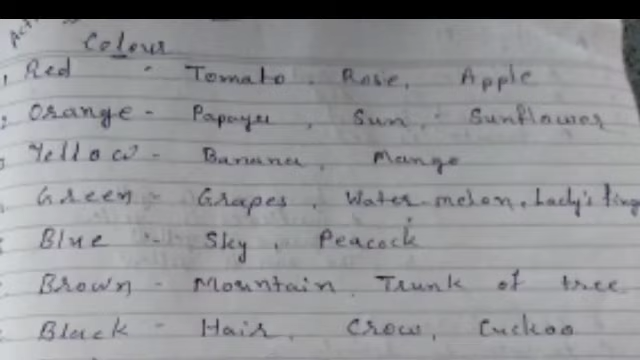 Colour
Red - Tomato, Rose, Apple
Orange - Papaya, Sun, Sunflower
Yellow - Banana, Mango
Green - Grapes, Water-melon, Lady's fing
Blue - Sky, Peacock
Brown - Mountain, Trunk of tree
Black - Hair, Crow, Cuckoo